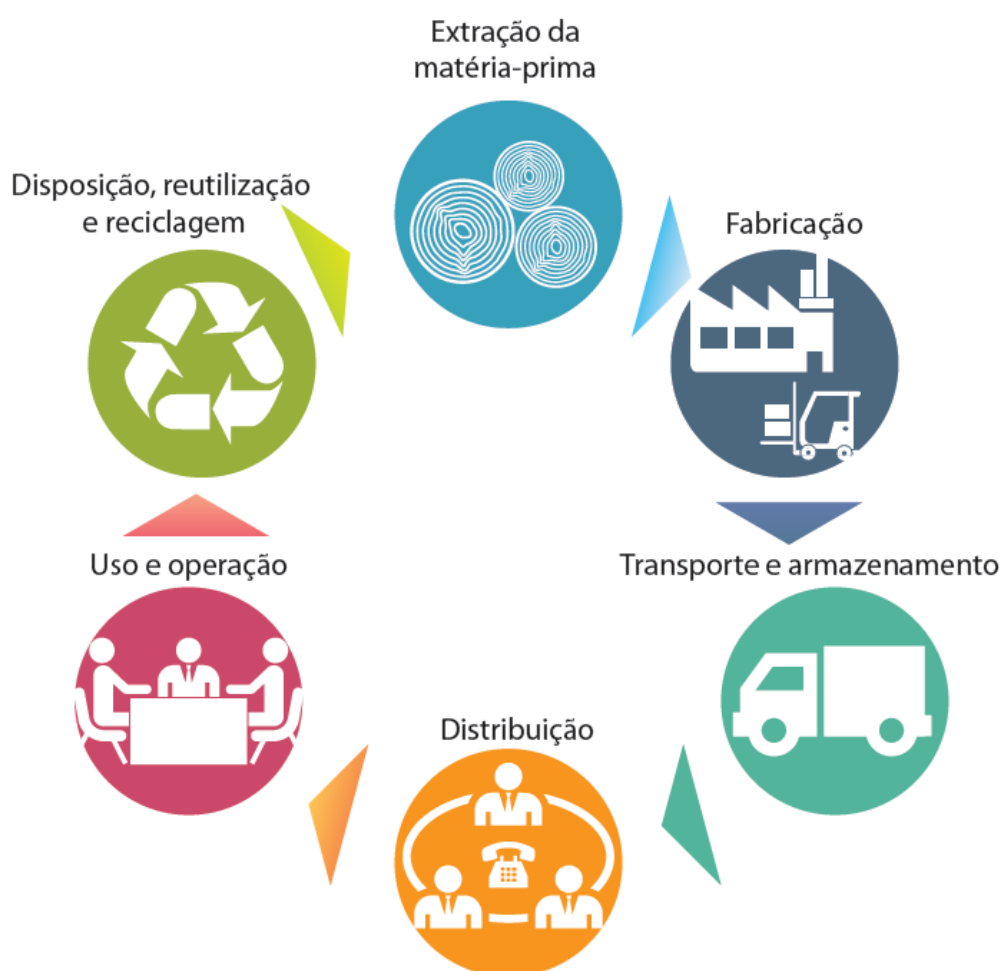 Extração da
matéria-prima
Fabricação
Transporte e armazenamento
Distribuição
Uso e operação
Disposição, reutilização
e reciclagem